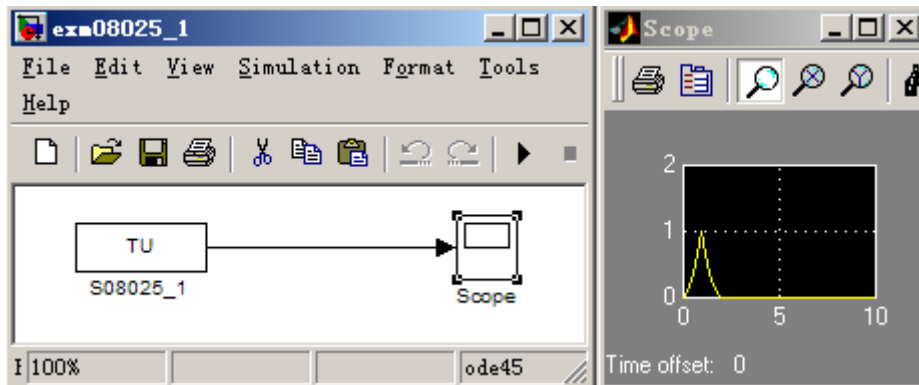 exm08025_1
File Edit View Simulation Format Tools
Help
TU
S08025_1
Scope
100%
ode45
Scope
2
1
0
0 5 10
Time offset: 0